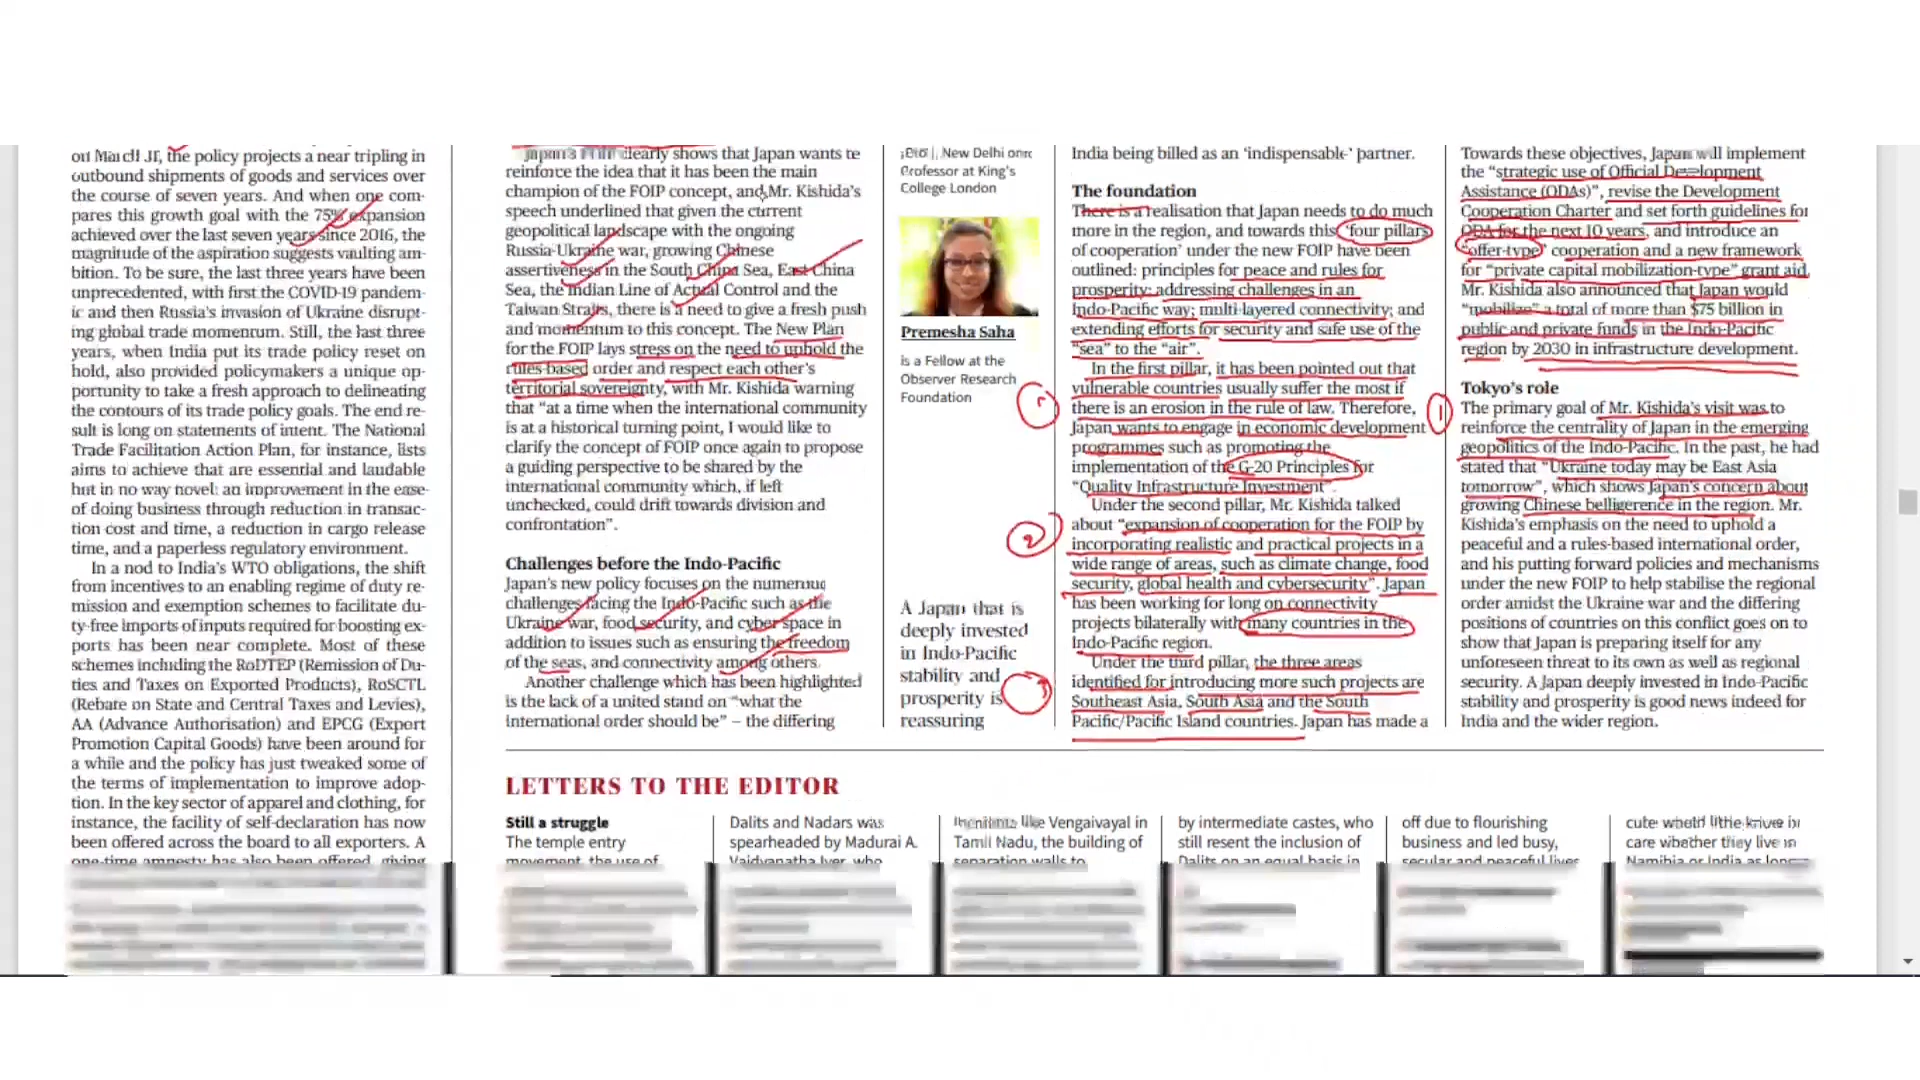 the policy projects a near tripling in
outbound shipments of goods and services over
the course of seven years. And when one com-
pares this growth goal with the 75% expansion
achieved over the last seven years since 2016, the
magnitude of the aspiration suggests vaulting am-
bition. To be sure, the last three years have been
unprecedented, with first the COVID-19 pandem-
ic and then Russia's invasion of Ukraine disrupt-
ing global trade momentum. Still, the last three
years, when India put its trade policy reset on
hold, also provided policymakers a unique op-
portunity to take a fresh approach to delineating
the contours of its trade policy goals. The end re-
sult is long on statements of intent. The National
Trade Facilitation Action Plan, for instance, lists
aims to achieve that are essential and laudable
but in no way novel: an improvement in the ease-
of doing business through reduction in transac-
tion cost and time, a reduction in cargo release
time, and a paperless regulatory environment.
In a nod to India's WTO obligations, the shift
from incentives to an enabling regime of duty re-
mission and exemption schemes to facilitate du-
ty-free imports of inputs required for boosting ex-
ports has been near complete. Most of these
schemes including the RoDTEP (Remission of Du-
ties and Taxes on Exported Products), RoSCTL
(Rebate on State and Central Taxes and Levies),
AA (Advance Authorisation) and EPCG (Export
Promotion Capital Goods) have been around for
a while and the policy has just tweaked some of
the terms of implementation to improve adop-
tion. In the key sector of apparel and clothing, for
instance, the facility of self-declaration has now
been offered across the board to all exporters. A
one-time amnesty has also been offered, giving
Japan's FOIP clearly shows that Japan wants to
reinforce the idea that it has been the main
champion of the FOIP concept, and Mr. Kishida's
speech underlined that given the current
geopolitical landscape with the ongoing
Russia-Ukraine war, growing Chinese
assertiveness in the South China Sea, East China
Sea, the Indian Line of Actual Control and the
Taiwan Straits, there is a need to give a fresh push
and momentum to this concept. The New Plan
for the FOIP lays stress on the need to uphold the
rules-based order and respect each other's
territorial sovereignty, with Mr. Kishida warning
that "at a time when the international community
is at a historical turning point, I would like to
clarify the concept of FOIP once again to propose
a guiding perspective to be shared by the
international community which, if left
unchecked, could drift towards division and
confrontation".
Challenges before the Indo-Pacific
Japan's new policy focuses on the numerous
challenges facing the Indo-Pacific such as the
Ukraine war, food security, and cyber space in
addition to issues such as ensuring the freedom
of the seas, and connectivity among others.
Another challenge which has been highlighted
is the lack of a united stand on "what the
international order should be" – the differing
New Delhi
Professor at King's
College London
Premesha Saha
is a Fellow at the
Observer Research
Foundation
A Japan that is
deeply invested
in Indo-Pacific
stability and
prosperity is
reassuring
1
2
3
India being billed as an 'indispensable' partner.
The foundation
There is a realisation that Japan needs to do much
more in the region, and towards this 'four pillars
of cooperation' under the new FOIP have been
outlined: principles for peace and rules for
prosperity; addressing challenges in an
Indo-Pacific way; multi-layered connectivity; and
extending efforts for security and safe use of the
"sea" to the "air".
In the first pillar, it has been pointed out that
vulnerable countries usually suffer the most if
there is an erosion in the rule of law. Therefore,
Japan wants to engage in economic development
programmes such as promoting the
implementation of the G-20 Principles for
"Quality Infrastructure Investment".
Under the second pillar, Mr. Kishida talked
about "expansion of cooperation for the FOIP by
incorporating realistic and practical projects in a
wide range of areas, such as climate change, food
security, global health and cybersecurity". Japan
has been working for long on connectivity
projects bilaterally with many countries in the
Indo-Pacific region.
Under the third pillar, the three areas
identified for introducing more such projects are
Southeast Asia, South Asia and the South
Pacific/Pacific Island countries. Japan has made a
1
Towards these objectives, Japan will implement
the "strategic use of Official Development
Assistance (ODAs)", revise the Development
Cooperation Charter and set forth guidelines for
ODA for the next 10 years, and introduce an
"offer-type" cooperation and a new framework
for "private capital mobilization-type" grant aid.
Mr. Kishida also announced that Japan would
"mobilize" a total of more than $75 billion in
public and private funds in the Indo-Pacific
region by 2030 in infrastructure development.
Tokyo's role
The primary goal of Mr. Kishida's visit was to
reinforce the centrality of Japan in the emerging
geopolitics of the Indo-Pacific. In the past, he had
stated that "Ukraine today may be East Asia
tomorrow", which shows Japan's concern about
growing Chinese belligerence in the region. Mr.
Kishida's emphasis on the need to uphold a
peaceful and a rules-based international order,
and his putting forward policies and mechanisms
under the new FOIP to help stabilise the regional
order amidst the Ukraine war and the differing
positions of countries on this conflict goes on to
show that Japan is preparing itself for any
unforeseen threat to its own as well as regional
security. A Japan deeply invested in Indo-Pacific
stability and prosperity is good news indeed for
India and the wider region.
LETTERS TO THE EDITOR
Still a struggle
The temple entry
movement, the use of
Dalits and Nadars was
spearheaded by Madurai A.
Vaidyanatha Iyer, who
like Vengaivayal in
Tamil Nadu, the building of
separation walls to
by intermediate castes, who
still resent the inclusion of
Dalits on an equal basis in
off due to flourishing
business and led busy,
secular and peaceful lives
care whether they live in
Namibia or India as long